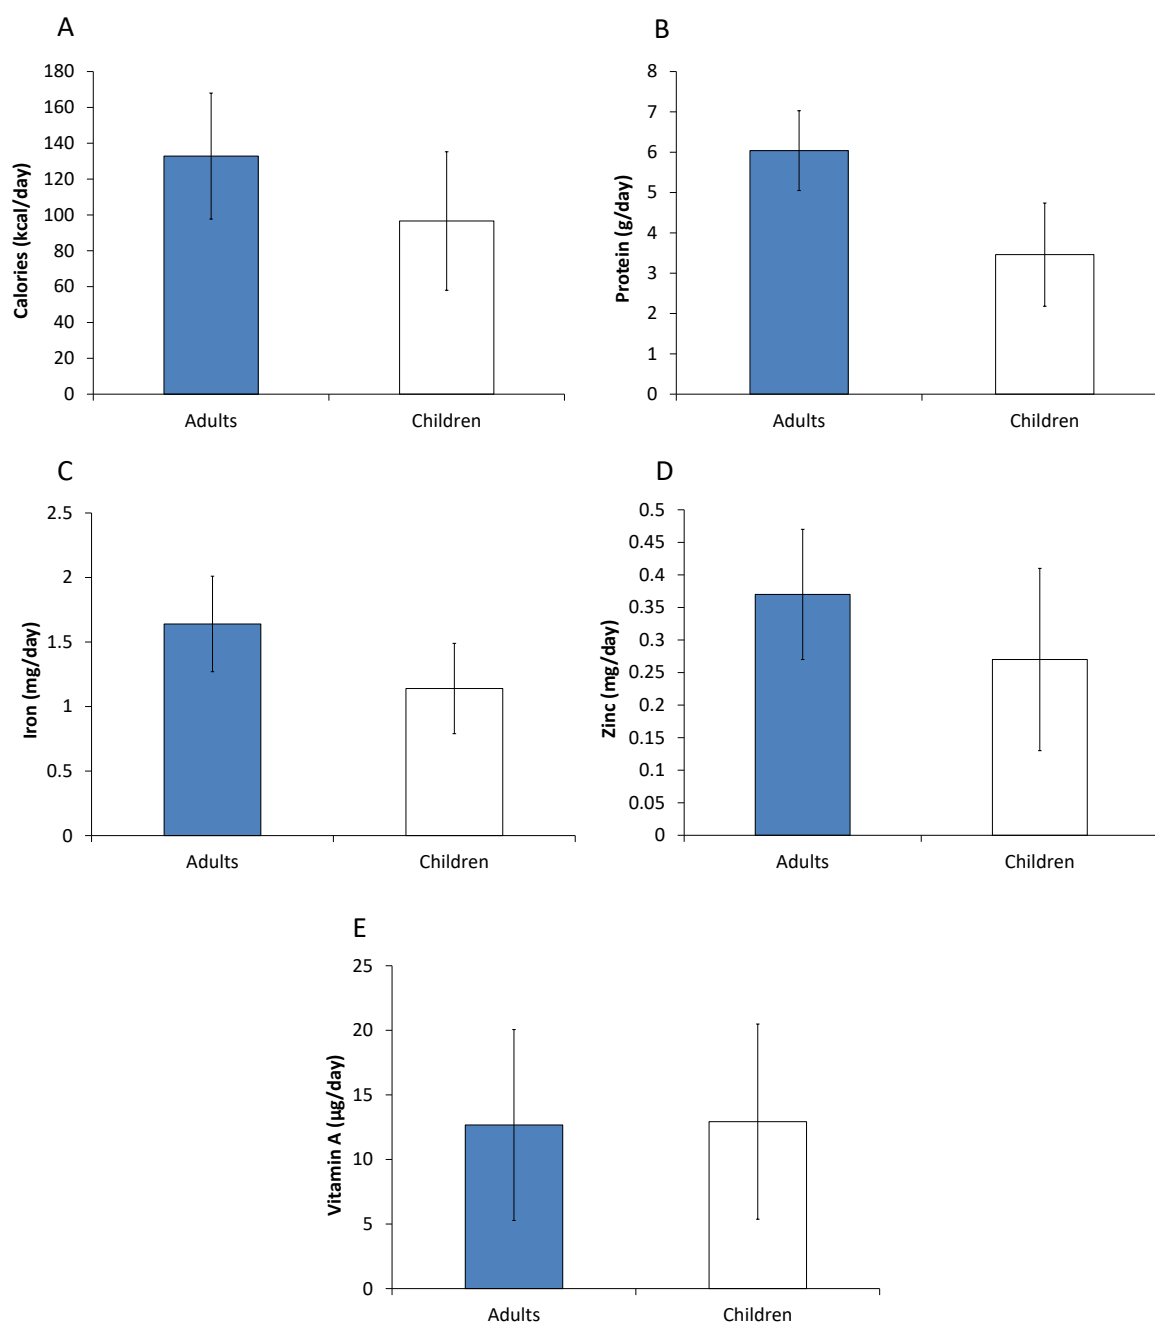 A
Calories (kcal/day)
180
160
140
120
100
80
60
40
20
0
Adults
Children
B
Protein (g/day)
8
7
6
5
4
3
2
1
0
Adults
Children
C
Iron (mg/day)
2.5
2
1.5
1
0.5
0
Adults
Children
D
Zinc (mg/day)
0.5
0.45
0.4
0.35
0.3
0.25
0.2
0.15
0.1
0.05
0
Adults
Children
E
Vitamin A (µg/day)
25
20
15
10
5
0
Adults
Children